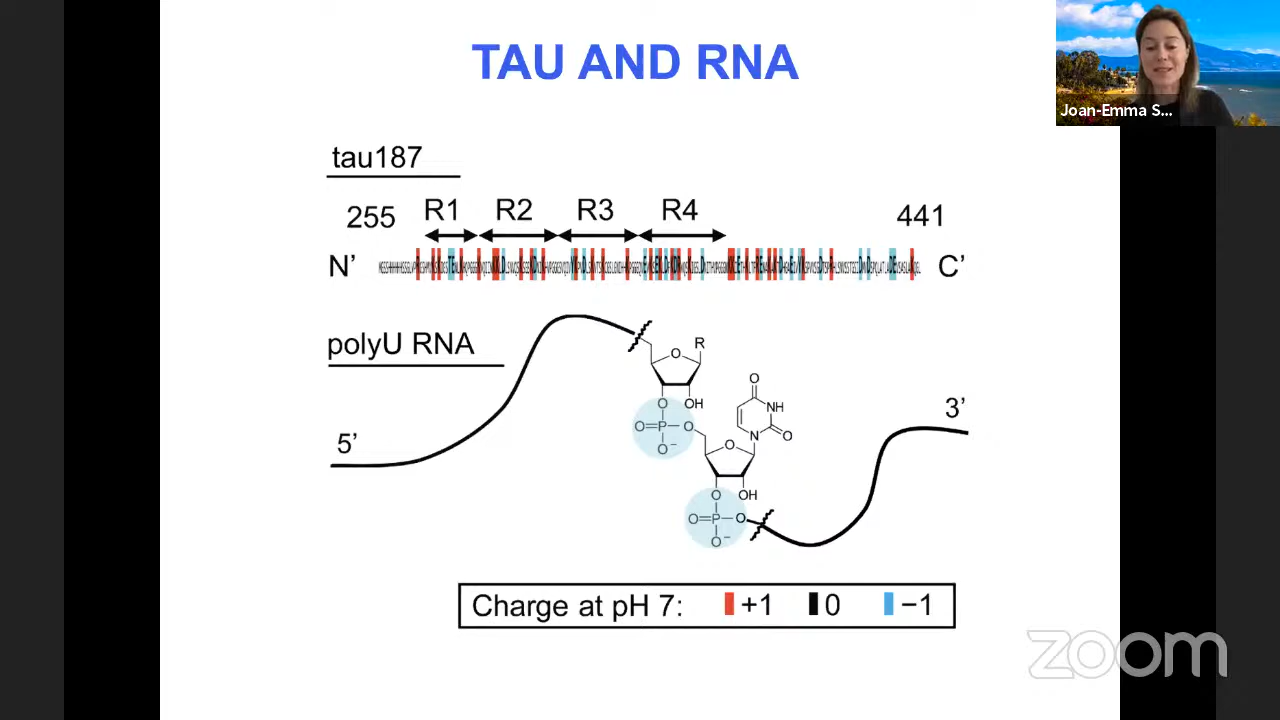 TAU AND RNA
Joan-Emma S...
tau187
255 R1 R2 R3 R4 441
N’ C’
polyU RNA
5’
3’
R
O
O OH
O=P–O
O−
O
NH
N O
O
O OH
O=P–O
O−
Charge at pH 7: +1 0 −1
zoom